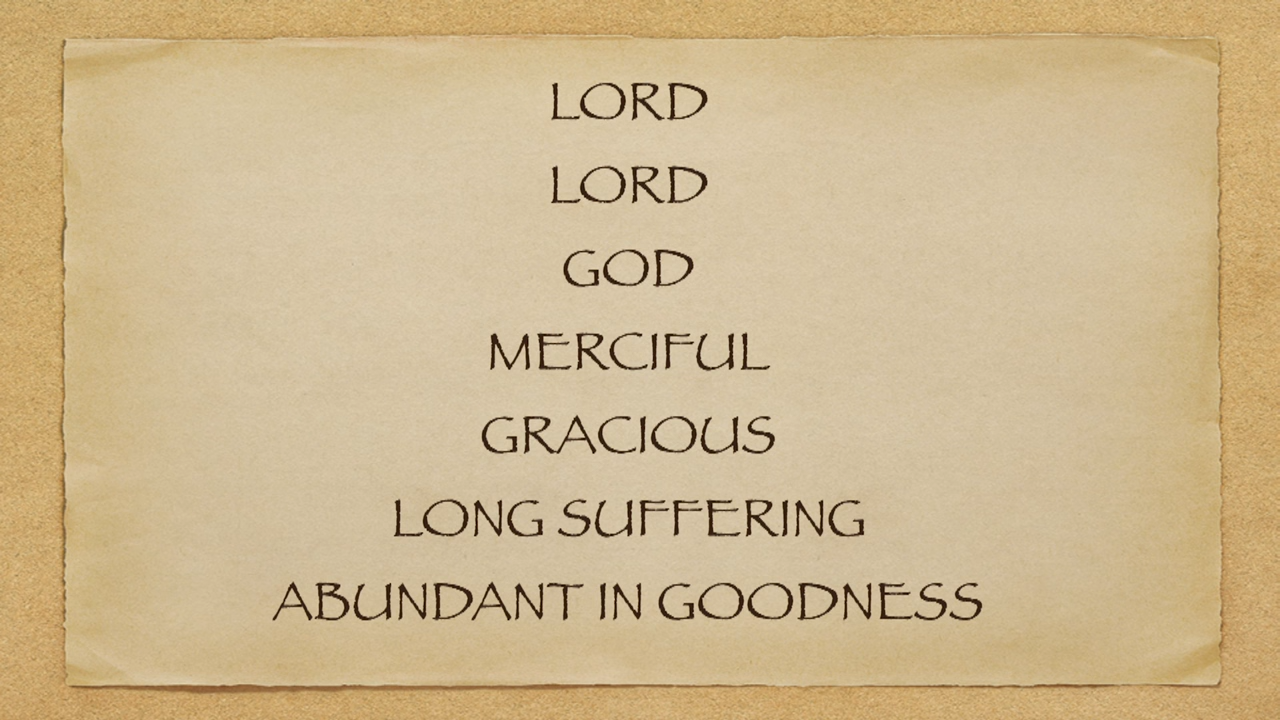 LORD
LORD
GOD
MERCIFUL
GRACIOUS
LONG SUFFERING
ABUNDANT IN GOODNESS